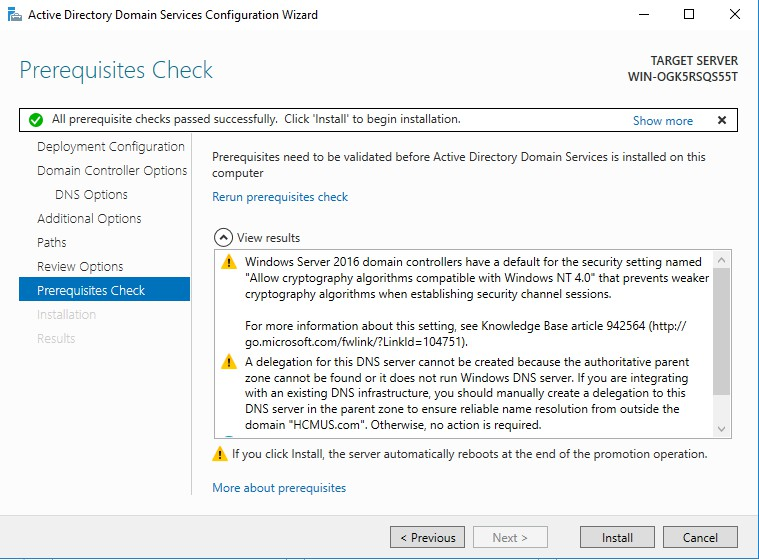 Active Directory Domain Services Configuration Wizard
Prerequisites Check
TARGET SERVER
WIN-OGK5RSQS55T
All prerequisite checks passed successfully. Click 'Install' to begin installation.
Show more
Deployment Configuration
Domain Controller Options
DNS Options
Additional Options
Paths
Review Options
Prerequisites Check
Installation
Results
Prerequisites need to be validated before Active Directory Domain Services is installed on this
computer
Rerun prerequisites check
View results
Windows Server 2016 domain controllers have a default for the security setting named
"Allow cryptography algorithms compatible with Windows NT 4.0" that prevents weaker
cryptography algorithms when establishing security channel sessions.
For more information about this setting, see Knowledge Base article 942564 (http://
go.microsoft.com/fwlink/?LinkId=104751).
A delegation for this DNS server cannot be created because the authoritative parent
zone cannot be found or it does not run Windows DNS server. If you are integrating
with an existing DNS infrastructure, you should manually create a delegation to this
DNS server in the parent zone to ensure reliable name resolution from outside the
domain "HCMUS.com". Otherwise, no action is required.
If you click Install, the server automatically reboots at the end of the promotion operation.
More about prerequisites
< Previous
Next >
Install
Cancel